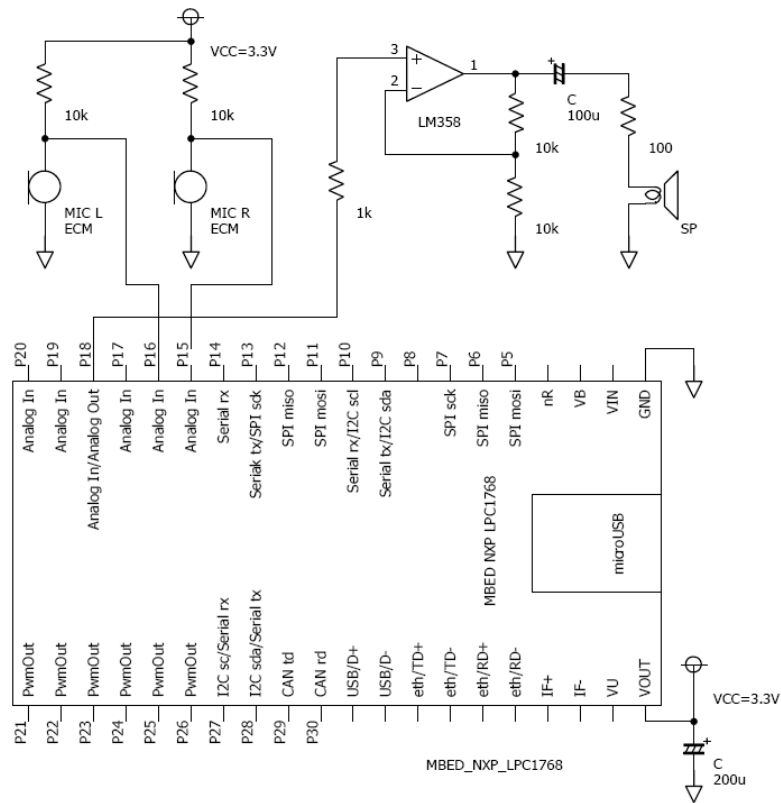 VCC=3.3V
10k
10k
MIC L
ECM
MIC R
ECM
1k
3
+
2
−
1
LM358
+
C
100u
10k
10k
100
SP
P20
P19
P18
P17
P16
P15
P14
P13
P12
P11
P10
P9
P8
P7
P6
P5
Analog In
Analog In
Analog In/Analog Out
Analog In
Analog In
Analog In
Serial rx
Seriak tx/SPI sck
SPI miso
SPI mosi
Serial rx/I2C scl
Serial tx/I2C sda
SPI sck
SPI miso
SPI mosi
nR
VB
VIN
GND
MBED NXP LPC1768
microUSB
PwmOut
PwmOut
PwmOut
PwmOut
PwmOut
PwmOut
I2C sc/Serial rx
I2C sda/Serial tx
CAN td
CAN rd
USB/D+
USB/D-
eth/TD+
eth/TD-
eth/RD+
eth/RD-
IF+
IF-
VU
VOUT
P21
P22
P23
P24
P25
P26
P27
P28
P29
P30
MBED_NXP_LPC1768
VCC=3.3V
+
C
200u